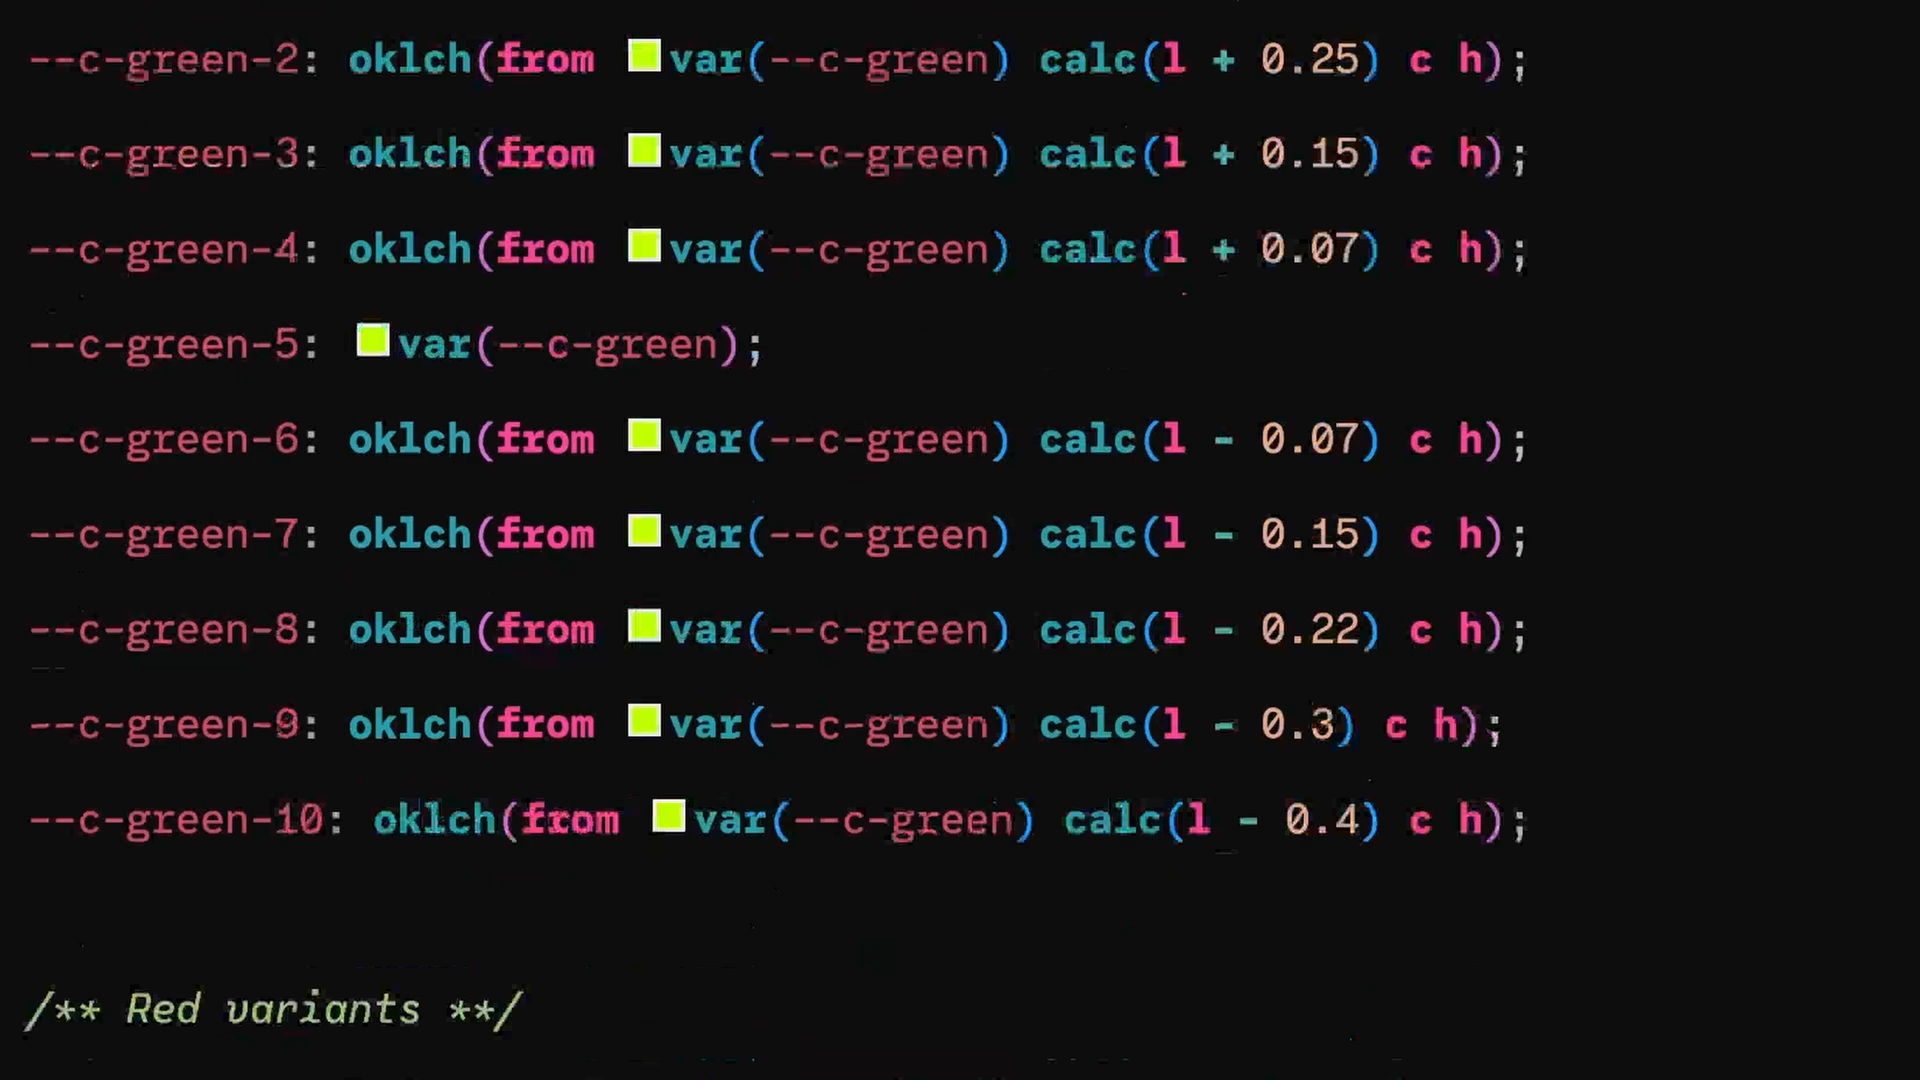 --c-green-2: oklch(from var(--c-green) calc(l + 0.25) c h);
--c-green-3: oklch(from var(--c-green) calc(l + 0.15) c h);
--c-green-4: oklch(from var(--c-green) calc(l + 0.07) c h);
--c-green-5: var(--c-green);
--c-green-6: oklch(from var(--c-green) calc(l - 0.07) c h);
--c-green-7: oklch(from var(--c-green) calc(l - 0.15) c h);
--c-green-8: oklch(from var(--c-green) calc(l - 0.22) c h);
--c-green-9: oklch(from var(--c-green) calc(l - 0.3) c h);
--c-green-10: oklch(from var(--c-green) calc(l - 0.4) c h);
/** Red variants **/